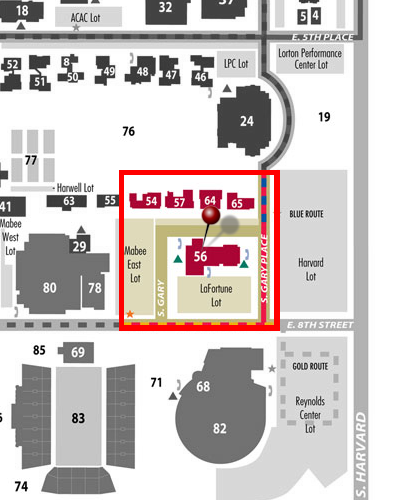 18
ACAC Lot
32
37
5
4
E. 5TH PLACE
52
51
8
50
49
48
47
46
LPC Lot
Lorton Performance
Center Lot
24
19
76
77
Harwell Lot
41
63
55
54
57
64
65
BLUE ROUTE
Mabee
West
Lot
29
80
78
Mabee
East
Lot
S. GARY
56
LaFortune
Lot
S. GARY PLACE
Harvard
Lot
E. 8TH STREET
85
69
71
68
GOLD ROUTE
83
82
Reynolds
Center
Lot
74
S. HARVARD